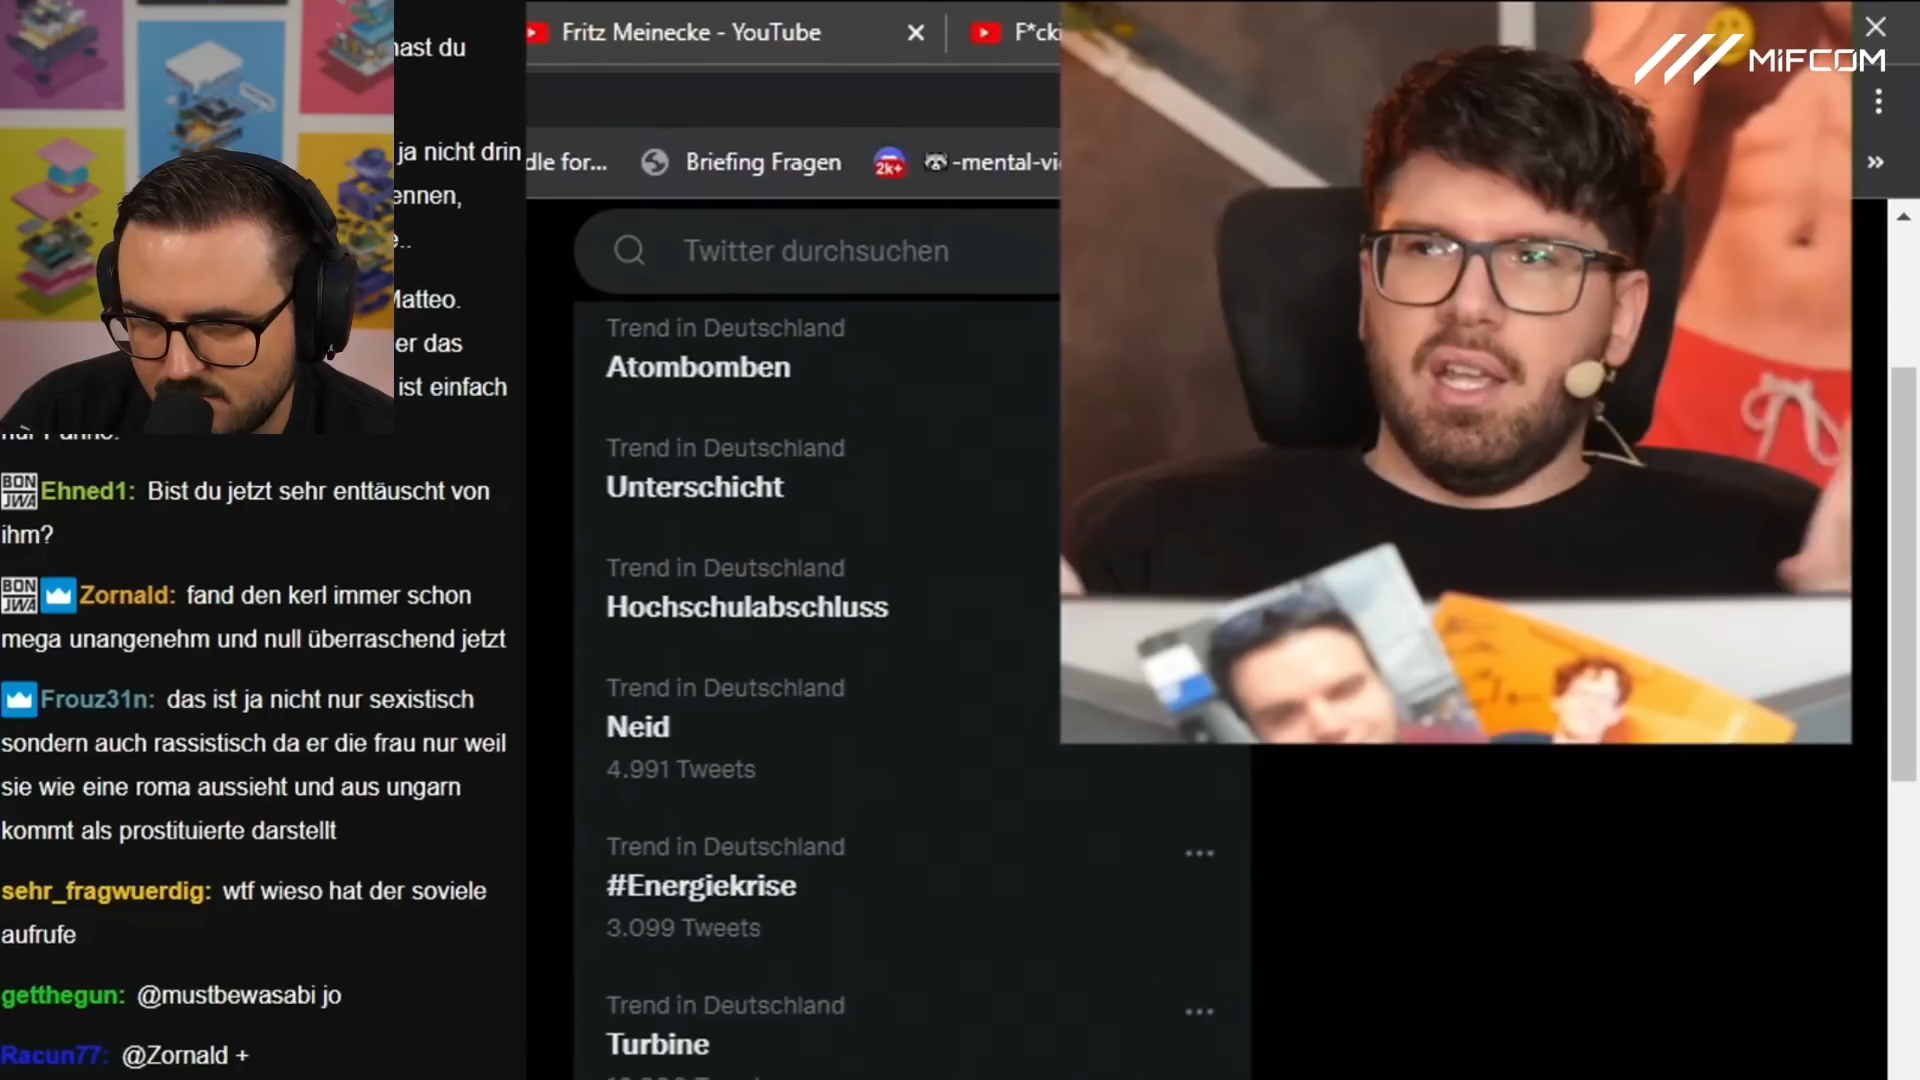 hast du
ja nicht drin
ennen,
Matteo.
er das
ist einfach
BON
JWA
Ehned1: Bist du jetzt sehr enttäuscht von
ihm?
BON
JWA
Zornald: fand den kerl immer schon
mega unangenehm und null überraschend jetzt
Frouz31n: das ist ja nicht nur sexistisch
sondern auch rassistisch da er die frau nur weil
sie wie eine roma aussieht und aus ungarn
kommt als prostituierte darstellt
sehr_fragwuerdig: wtf wieso hat der soviele
aufrufe
getthegun: @mustbewasabi jo
Racun77: @Zornald +
Fritz Meinecke - YouTube
F*cki
MIFCOM
dle for...
Briefing Fragen
2k+
-mental-vi
Twitter durchsuchen
Trend in Deutschland
Atombomben
Trend in Deutschland
Unterschicht
Trend in Deutschland
Hochschulabschluss
Trend in Deutschland
Neid
4.991 Tweets
Trend in Deutschland
#Energiekrise
3.099 Tweets
Trend in Deutschland
Turbine